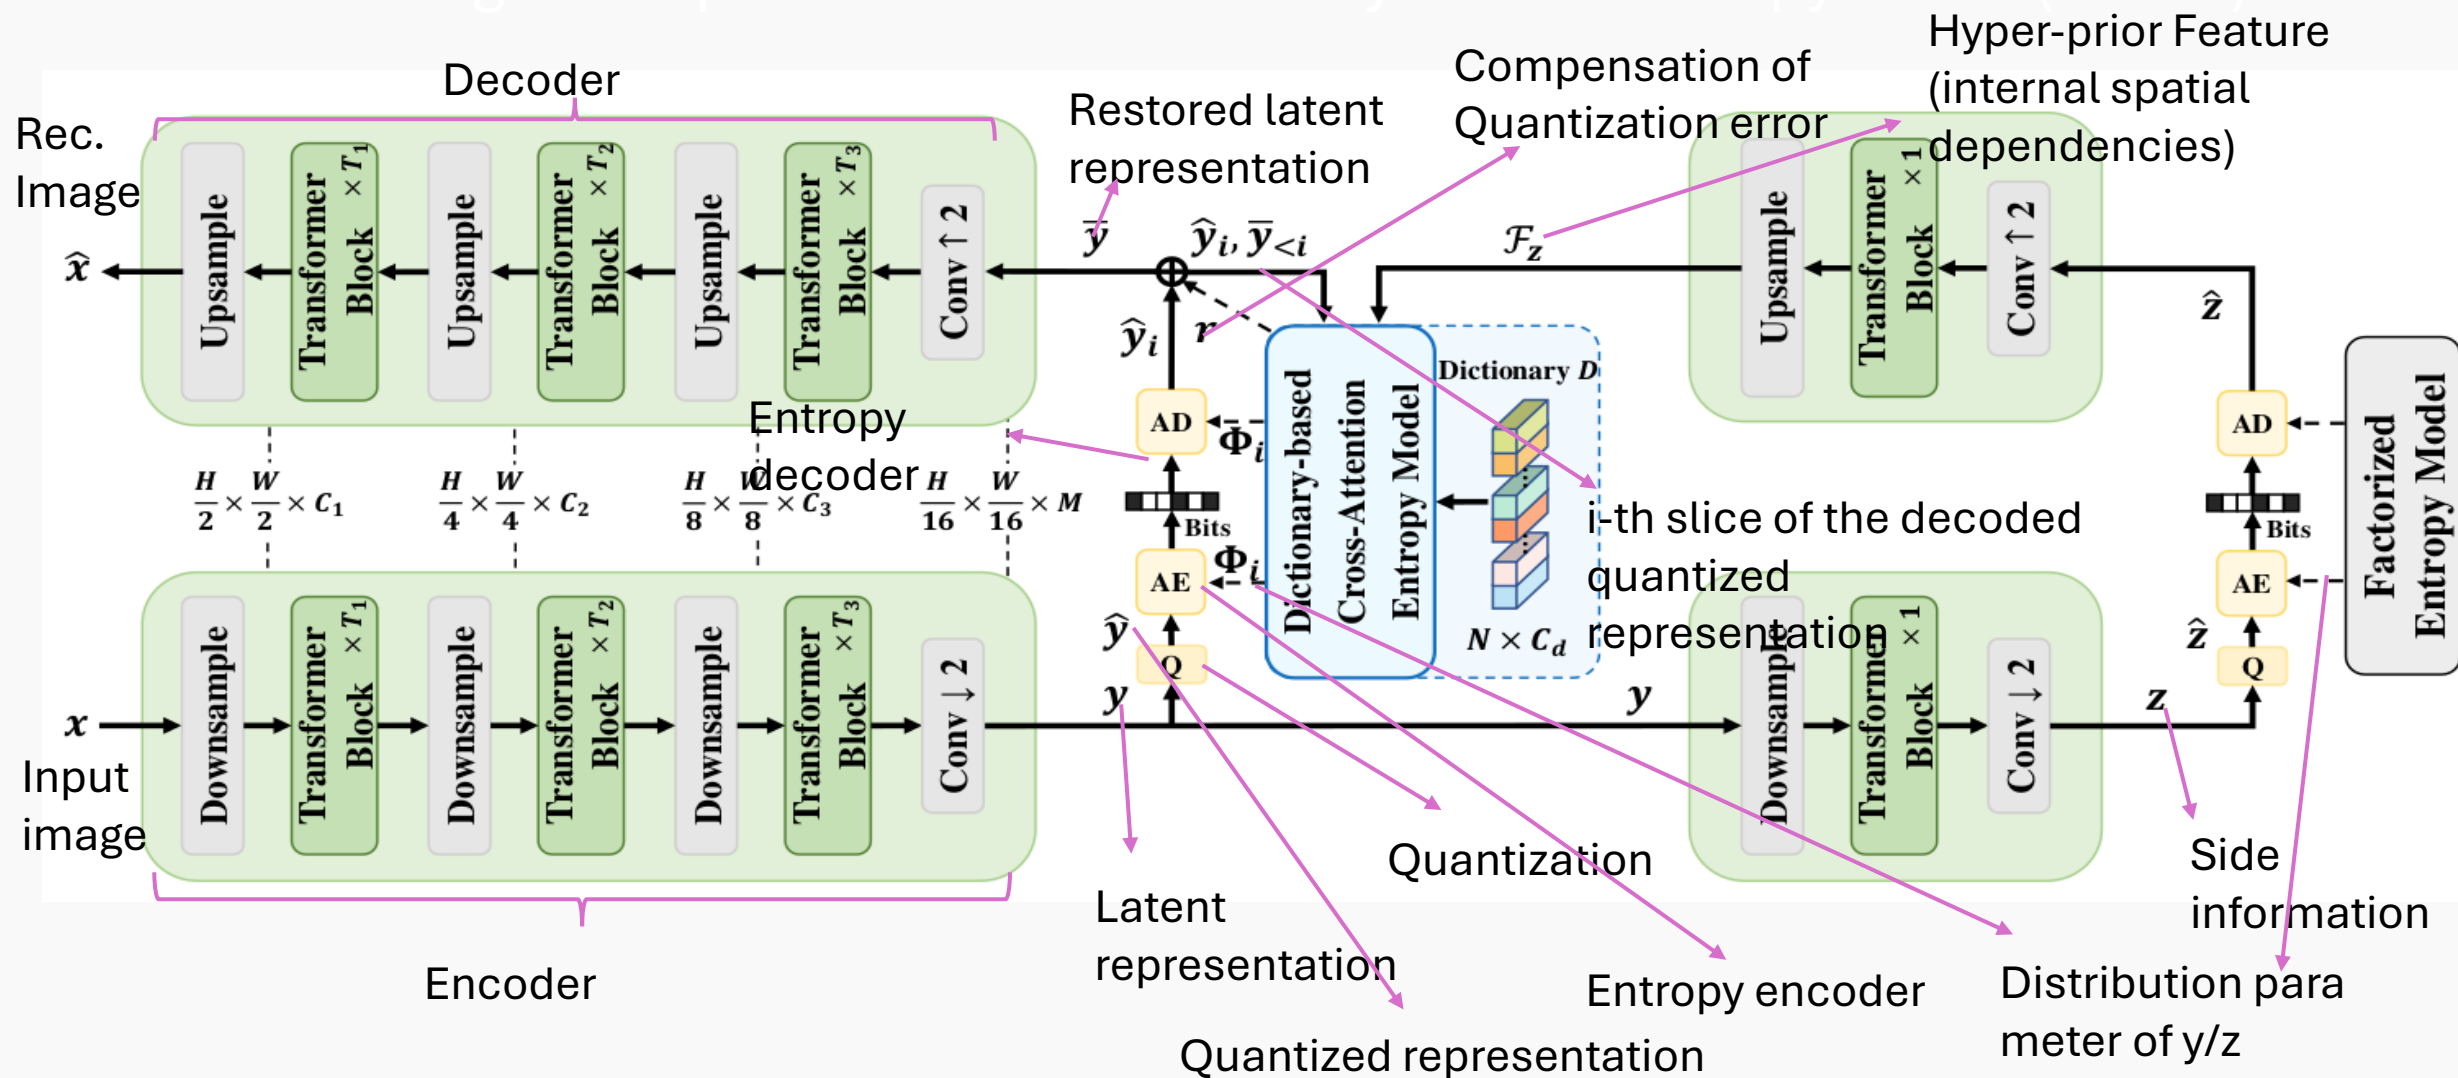 Decoder
Rec.
Image
Restored latent
representation
Compensation of
Quantization error
Hyper-prior Feature
(internal spatial
dependencies)
x̂
Upsample
Transformer
Block ×T₁
Upsample
Transformer
Block ×T₂
Upsample
Transformer
Block ×T₃
Conv ↑ 2
ȳ
ŷᵢ, ȳ<ᵢ
ℱz
Upsample
Transformer
Block ×1
Conv ↑ 2
ẑ
ŷᵢ
r
AD
Φᵢ
Bits
Φᵢ
AE
ŷ
Q
y
Dictionary-based
Cross-Attention
Entropy Model
Dictionary D
N × C_d
Entropy
decoder
H/2 × W/2 × C₁
H/4 × W/4 × C₂
H/8 × W/8 × C₃
H/16 × W/16 × M
i-th slice of the decoded
quantized
representation
AD
Bits
AE
ẑ
Q
Factorized
Entropy Model
x
Input
image
Downsample
Transformer
Block ×T₁
Downsample
Transformer
Block ×T₂
Downsample
Transformer
Block ×T₃
Conv ↓ 2
y
Downsample
Transformer
Block ×1
Conv ↓ 2
z
Encoder
Latent
representation
Quantization
Quantized representation
Entropy encoder
Side
information
Distribution para
meter of y/z